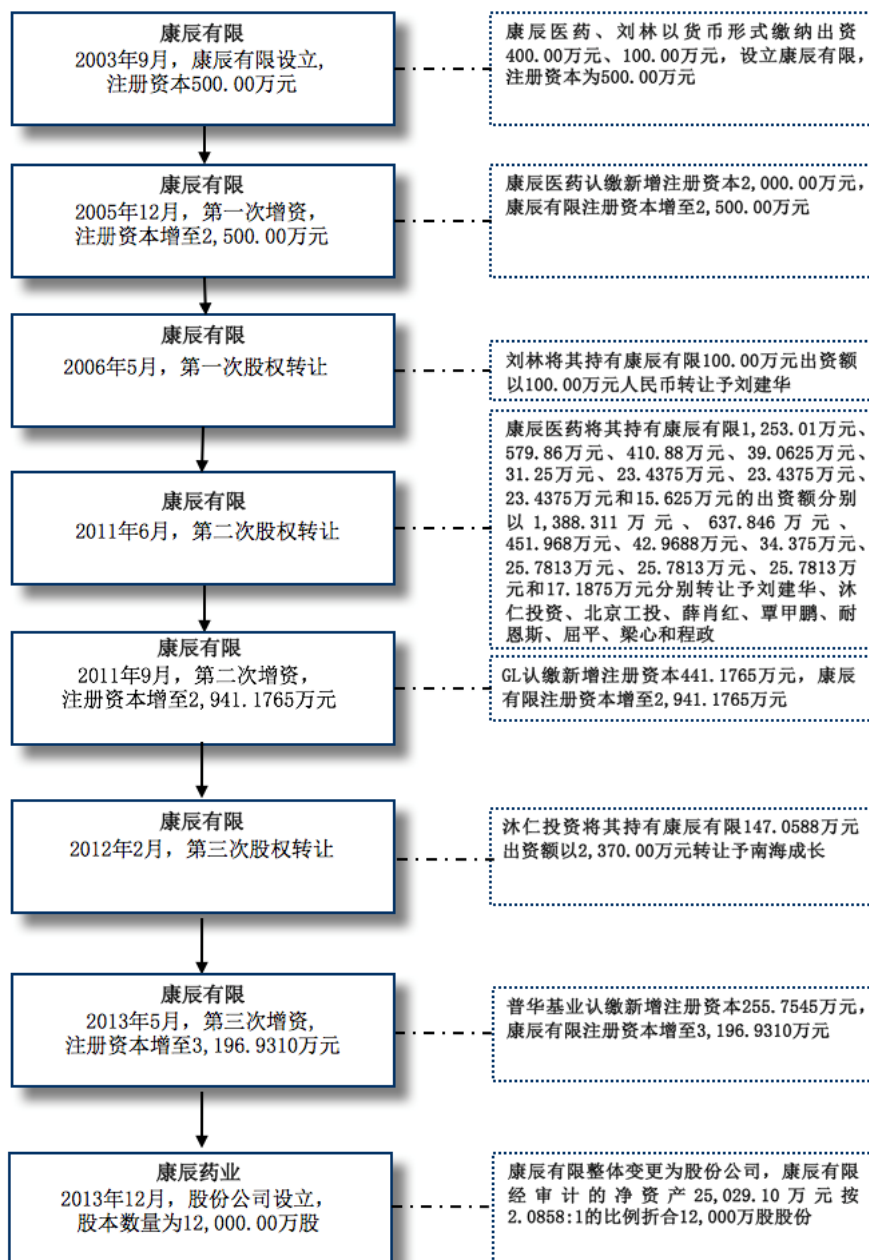 康辰有限
2003年9月，康辰有限设立,
注册资本500.00万元
康辰医药、刘林以货币形式缴纳出资
400.00万元、100.00万元，设立康辰有限，
注册资本为500.00万元
康辰有限
2005年12月，第一次增资，
注册资本增至2,500.00万元
康辰医药认缴新增注册资本2,000.00万元，
康辰有限注册资本增至2,500.00万元
康辰有限
2006年5月，第一次股权转让
刘林将其持有康辰有限100.00万元出资额
以100.00万元人民币转让予刘建华
康辰有限
2011年6月，第二次股权转让
康辰医药将其持有康辰有限1,253.01万元、
579.86万元、410.88万元、39.0625万元、
31.25万元、23.4375万元、23.4375万元、
23.4375万元和15.625万元的出资额分别
以1,388.311万元、637.846万元、
451.968万元、42.9688万元、34.375万元、
25.7813万元、25.7813万元、25.7813万
元和17.1875万元分别转让予刘建华、沐
仁投资、北京工投、薛肖红、覃甲鹏、耐
恩斯、屈平、梁心和程政
康辰有限
2011年9月，第二次增资，
注册资本增至2,941.1765万元
GL认缴新增注册资本441.1765万元，康辰
有限注册资本增至2,941.1765万元
康辰有限
2012年2月，第三次股权转让
沐仁投资将其持有康辰有限147.0588万元
出资额以2,370.00万元转让予南海成长
康辰有限
2013年5月，第三次增资,
注册资本增至3,196.9310万元
普华基业认缴新增注册资本255.7545万元，
康辰有限注册资本增至3,196.9310万元
康辰药业
2013年12月，股份公司设立，
股本数量为12,000.00万股
康辰有限整体变更为股份公司，康辰有限
经审计的净资产25,029.10万元按
2.0858:1的比例折合12,000万股股份